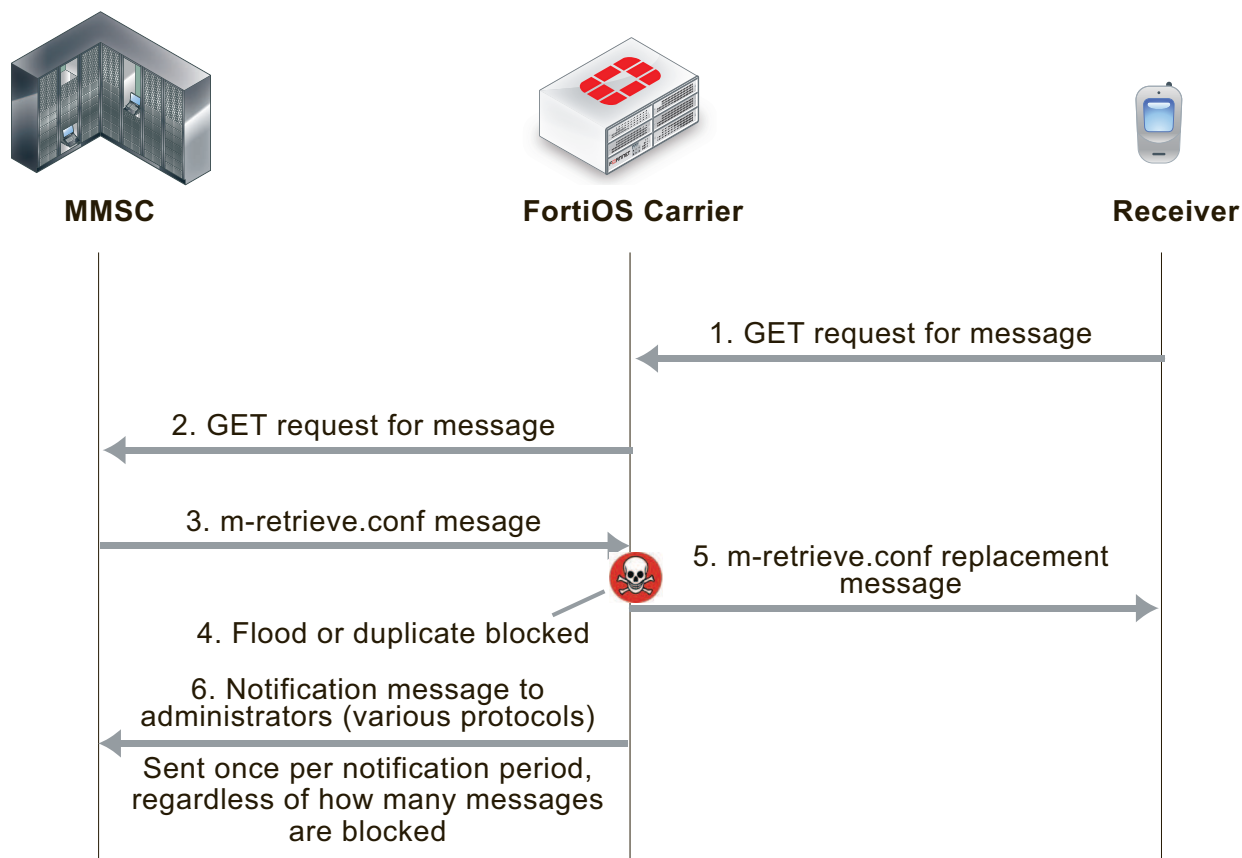 MMSC
FortiOS Carrier
Receiver
1. GET request for message
2. GET request for message
3. m-retrieve.conf mesage
5. m-retrieve.conf replacement
message
4. Flood or duplicate blocked
6. Notification message to
administrators (various protocols)
Sent once per notification period,
regardless of how many messages
are blocked